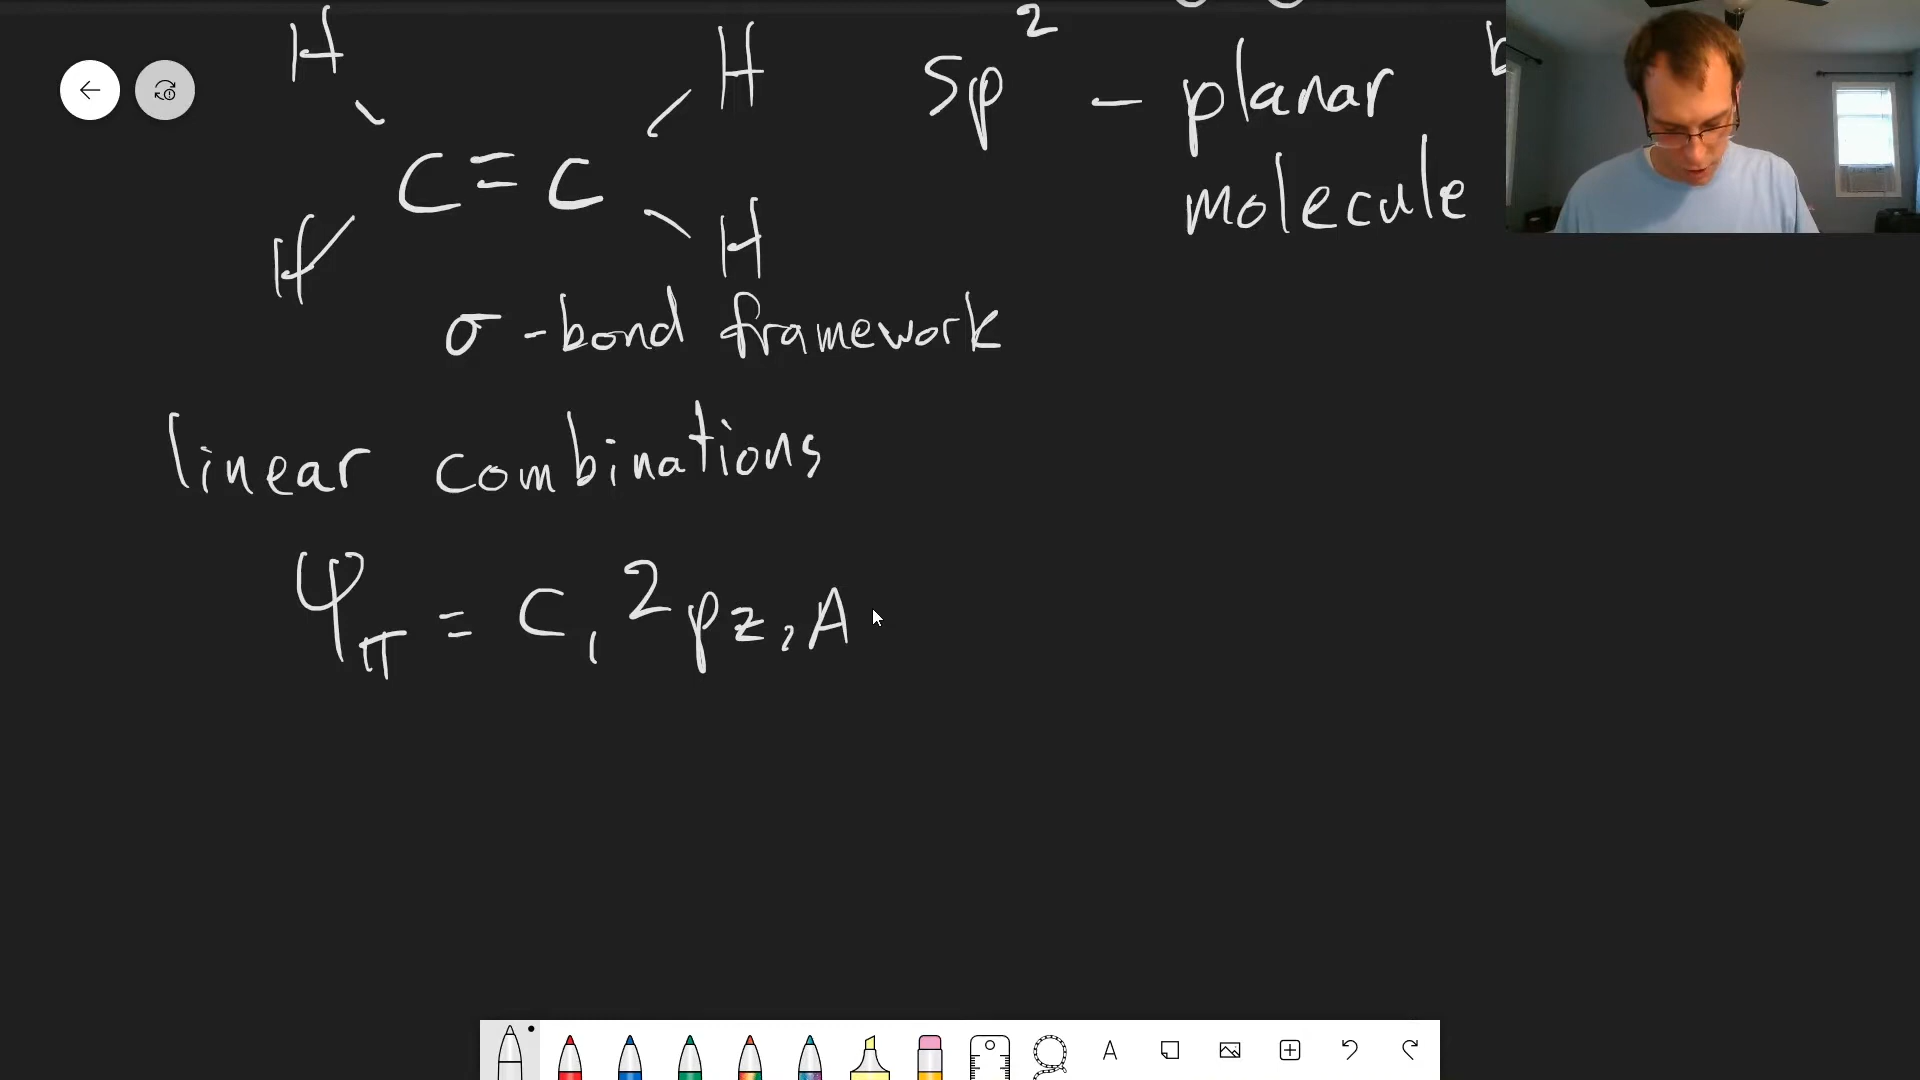 H H
sp² - planar
C=C
molecule
H H
σ-bond framework
linear combinations
ψπ = C₁ 2pz,A
A